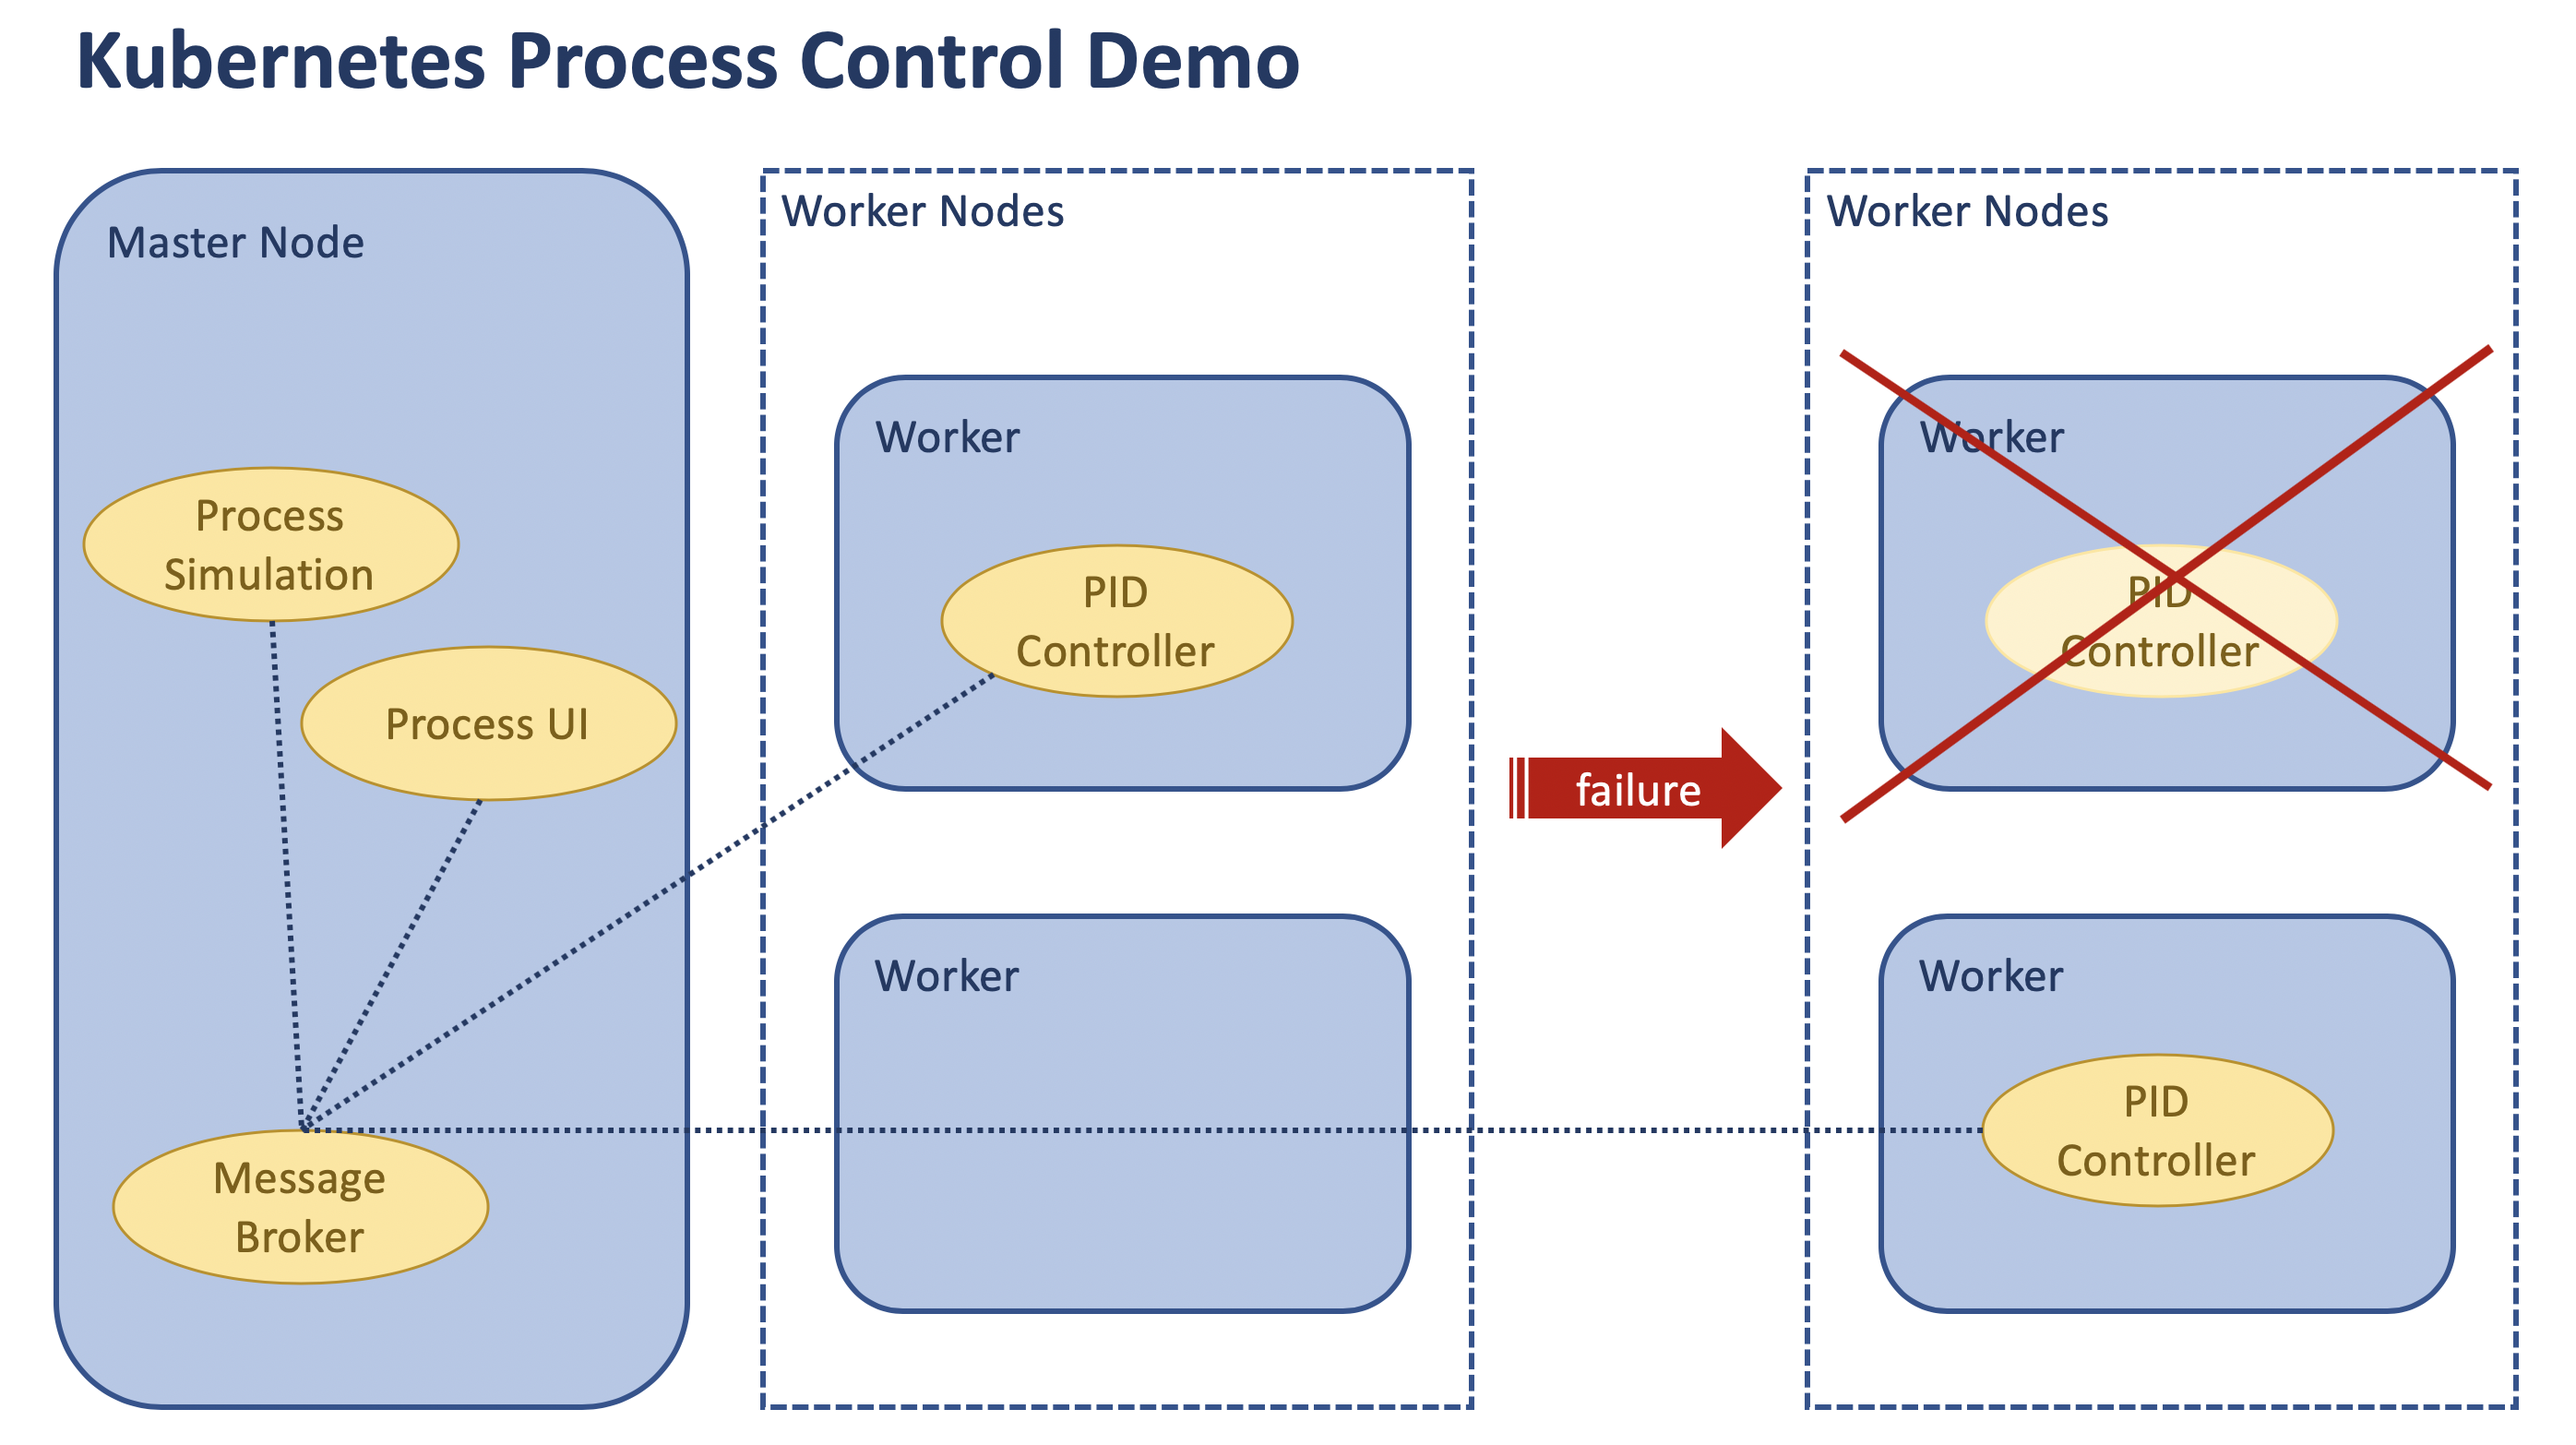 Kubernetes Process Control Demo
Master Node
Process
Simulation
Process UI
Message
Broker
Worker Nodes
Worker
PID
Controller
Worker
failure
Worker Nodes
Worker
PID
Controller
Worker
PID
Controller